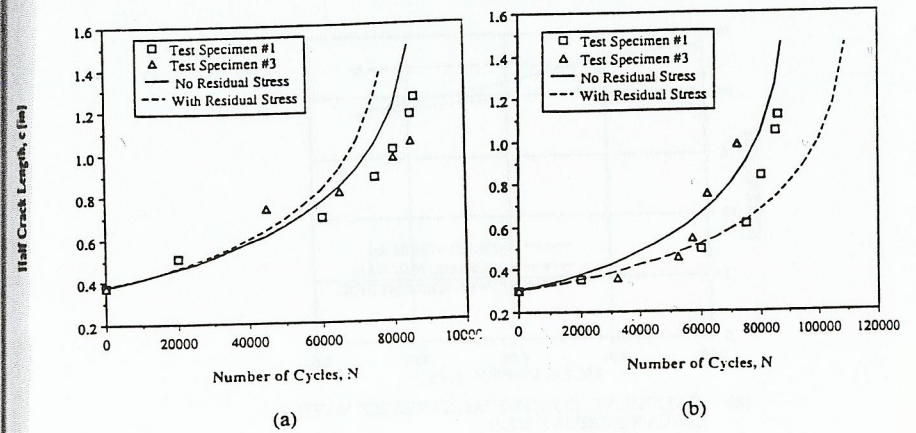 Half Crack Length, c [in]
1.6
1.4
1.2
1.0
0.8
0.6
0.4
0.2
Test Specimen #1
Test Specimen #3
No Residual Stress
With Residual Stress
0
20000
40000
60000
80000
Number of Cycles, N
(a)
1.6
1.4
1.2
1.0
0.8
0.6
0.4
0.2
Test Specimen #1
Test Specimen #3
No Residual Stress
With Residual Stress
0
20000
40000
60000
80000
100000
120000
Number of Cycles, N
(b)